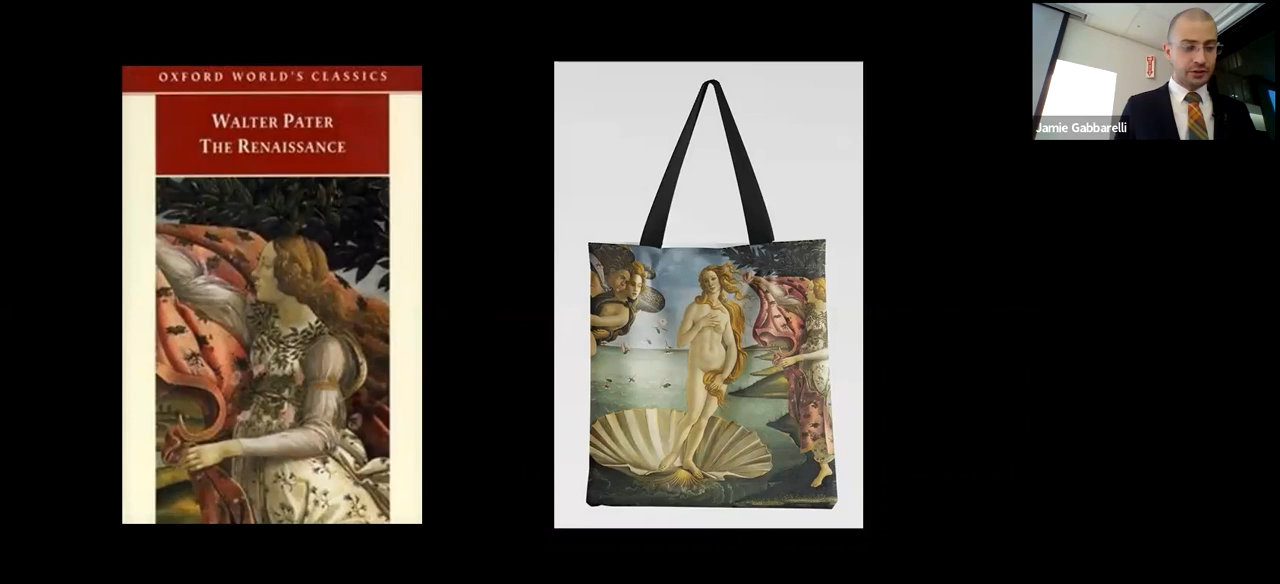 OXFORD WORLD'S CLASSICS
WALTER PATER
THE RENAISSANCE
Jamie Gabbarelli